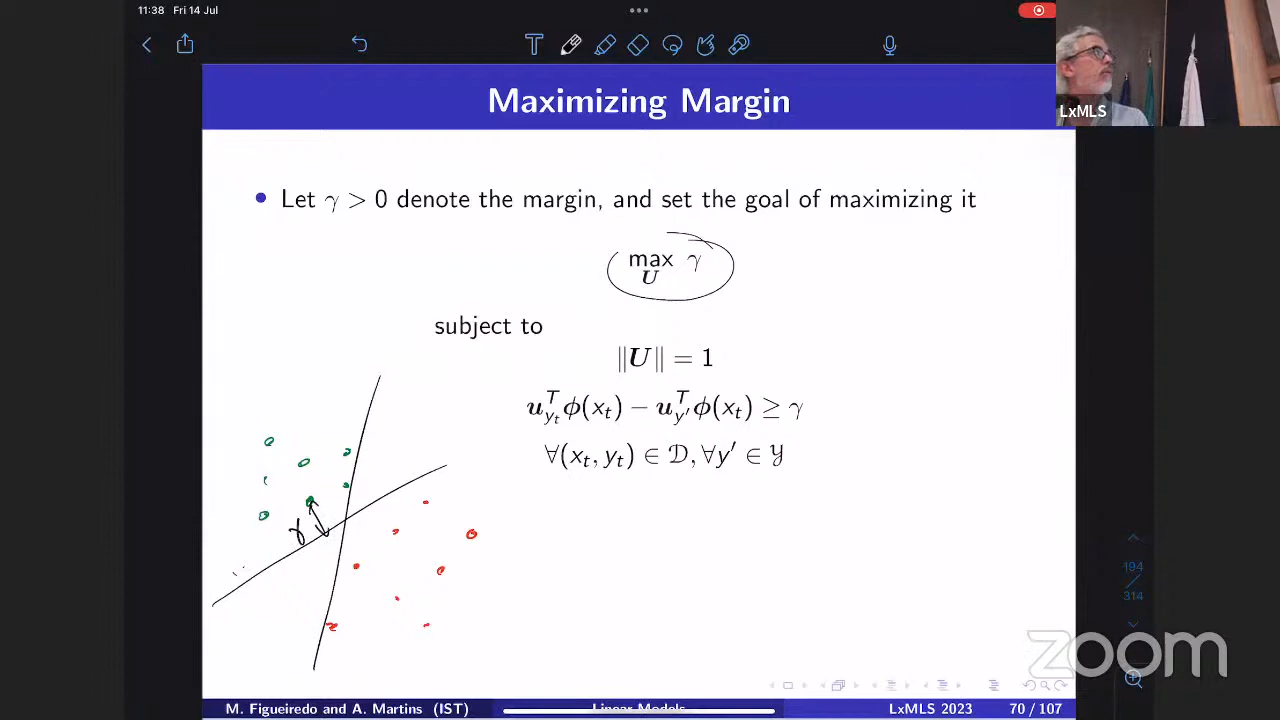 11:38 Fri 14 Jul
T
LxMLS
Maximizing Margin
Let γ > 0 denote the margin, and set the goal of maximizing it
max γ
U
subject to
‖U‖ = 1
u_{y_t}^T ϕ(x_t) − u_{y'}^T ϕ(x_t) ≥ γ
∀(x_t, y_t) ∈ D, ∀y' ∈ Y
γ
194
314
zoom
M. Figueiredo and A. Martins (IST) Linear Models LxMLS 2023 70 / 107